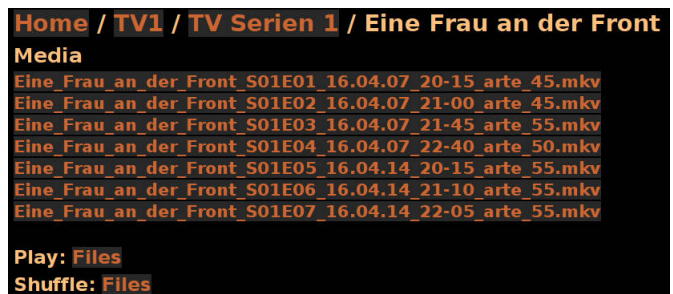 Home / TV1 / TV Serien 1 / Eine Frau an der Front
Media
Eine_Frau_an_der_Front_S01E01_16.04.07_20-15_arte_45.mkv
Eine_Frau_an_der_Front_S01E02_16.04.07_21-00_arte_45.mkv
Eine_Frau_an_der_Front_S01E03_16.04.07_21-45_arte_55.mkv
Eine_Frau_an_der_Front_S01E04_16.04.07_22-40_arte_50.mkv
Eine_Frau_an_der_Front_S01E05_16.04.14_20-15_arte_55.mkv
Eine_Frau_an_der_Front_S01E06_16.04.14_21-10_arte_55.mkv
Eine_Frau_an_der_Front_S01E07_16.04.14_22-05_arte_55.mkv
Play: Files
Shuffle: Files